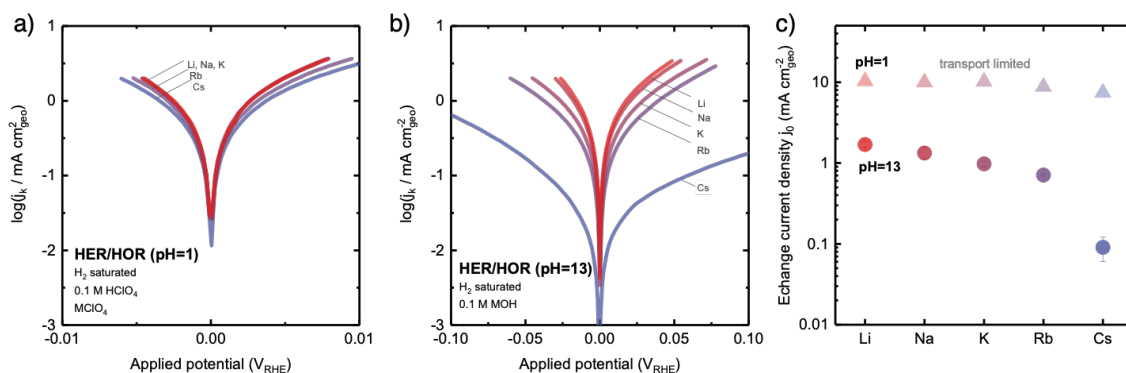 a)
log(jk / mA cm2geo)
1
0
-1
-2
-3
-0.01
0.00
0.01
Applied potential (VRHE)
Li, Na, K
Rb
Cs
HER/HOR (pH=1)
H2 saturated
0.1 M HClO4
MClO4
b)
log(jk / mA cm2geo)
1
0
-1
-2
-3
-0.10
-0.05
0.00
0.05
0.10
Applied potential (VRHE)
Li
Na
K
Rb
Cs
HER/HOR (pH=13)
H2 saturated
0.1 M MOH
c)
Echange current density j0 (mA cm-2geo)
10
1
0.1
0.01
Li
Na
K
Rb
Cs
pH=1
transport limited
pH=13